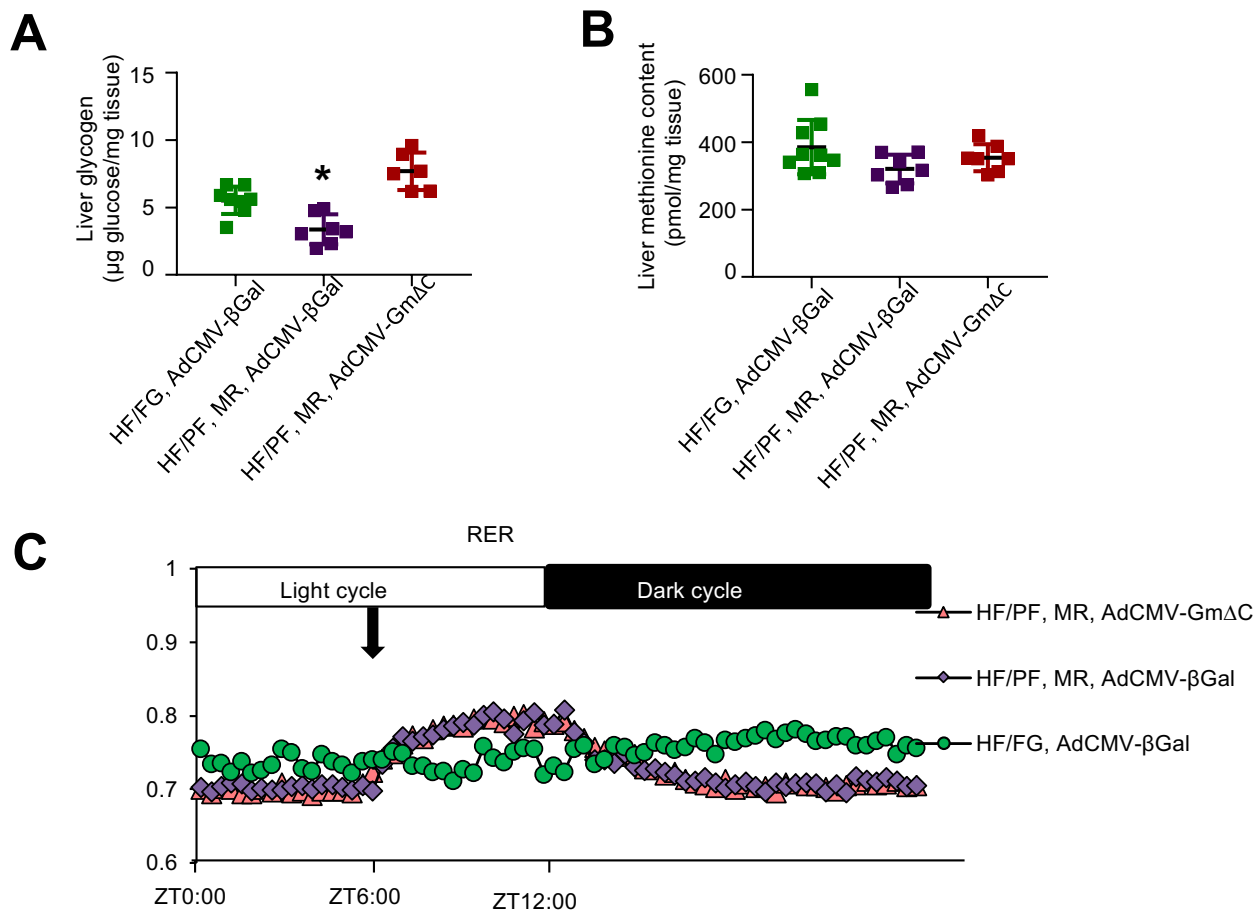 A
Liver glycogen
(µg glucose/mg tissue)
15
10
5
0
*
HF/FG, AdCMV-βGal
HF/PF, MR, AdCMV-βGal
HF/PF, MR, AdCMV-GmΔC
B
Liver methionine content
(pmol/mg tissue)
600
400
200
0
HF/FG, AdCMV-βGal
HF/PF, MR, AdCMV-βGal
HF/PF, MR, AdCMV-GmΔC
C
RER
1
0.9
0.8
0.7
0.6
Light cycle
Dark cycle
HF/PF, MR, AdCMV-GmΔC
HF/PF, MR, AdCMV-βGal
HF/FG, AdCMV-βGal
ZT0:00
ZT6:00
ZT12:00